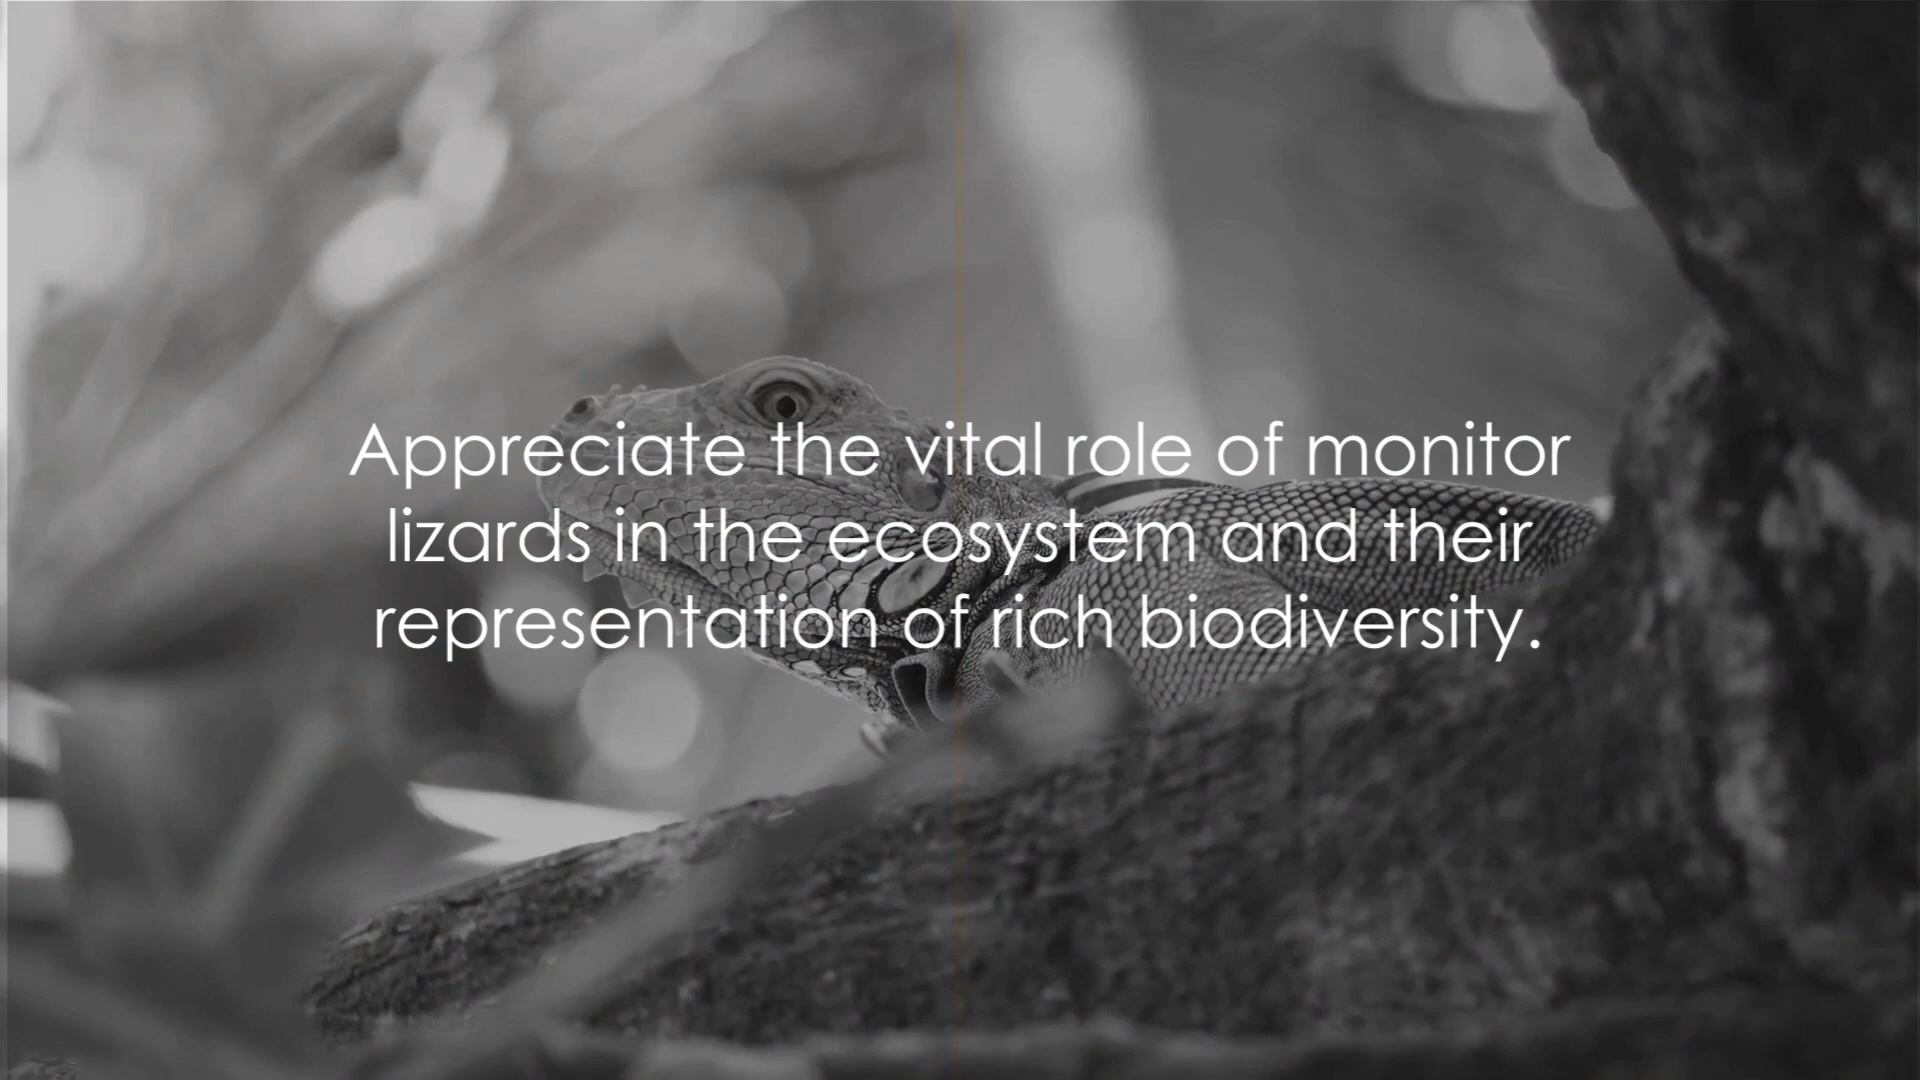 Appreciate the vital role of monitor
lizards in the ecosystem and their
representation of rich biodiversity.